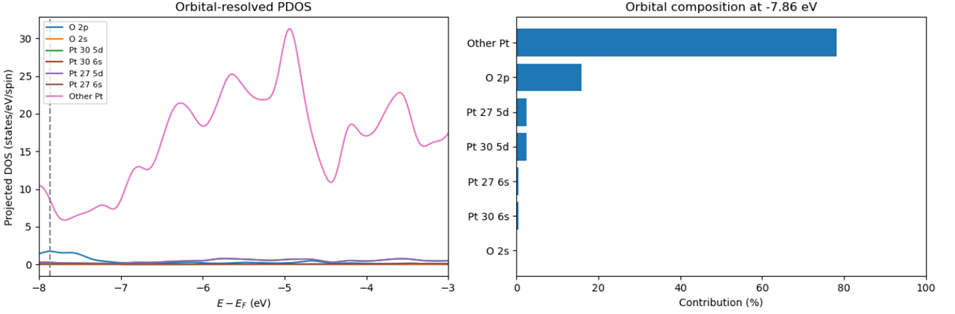 Orbital-resolved PDOS
Projected DOS (states/eV/spin)
30
25
20
15
10
5
0
O 2p
O 2s
Pt 30 5d
Pt 30 6s
Pt 27 5d
Pt 27 6s
Other Pt
−8 −7 −6 −5 −4 −3
E − E_F (eV)
Orbital composition at -7.86 eV
Other Pt
O 2p
Pt 27 5d
Pt 30 5d
Pt 27 6s
Pt 30 6s
O 2s
0 20 40 60 80 100
Contribution (%)